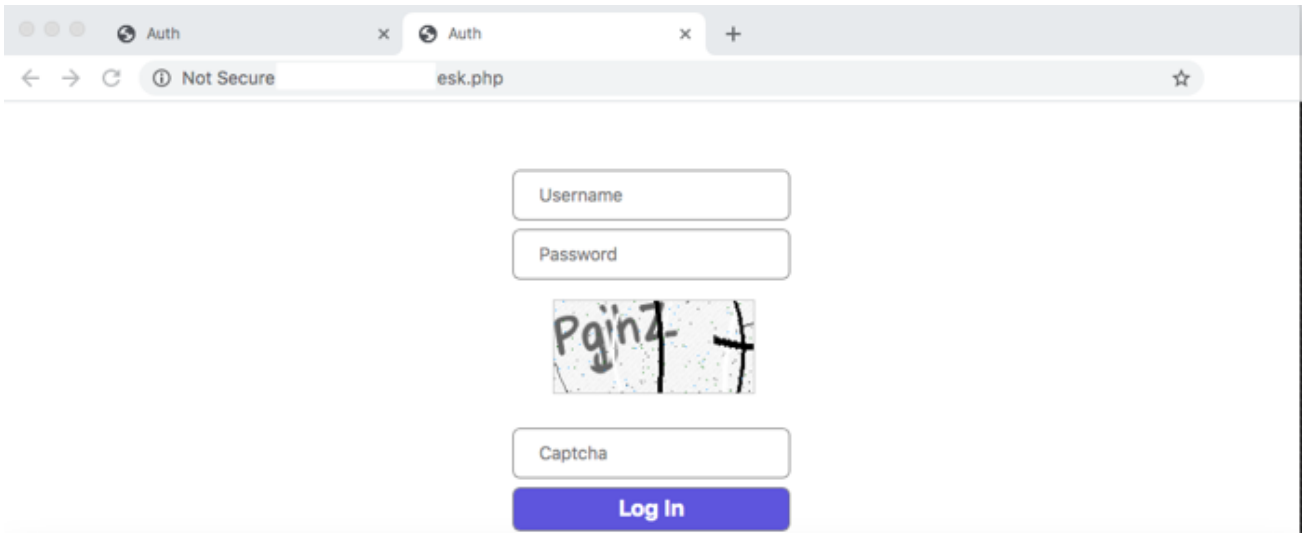 Auth
Auth
Not Secure esk.php
Username
Password
Captcha
Log In